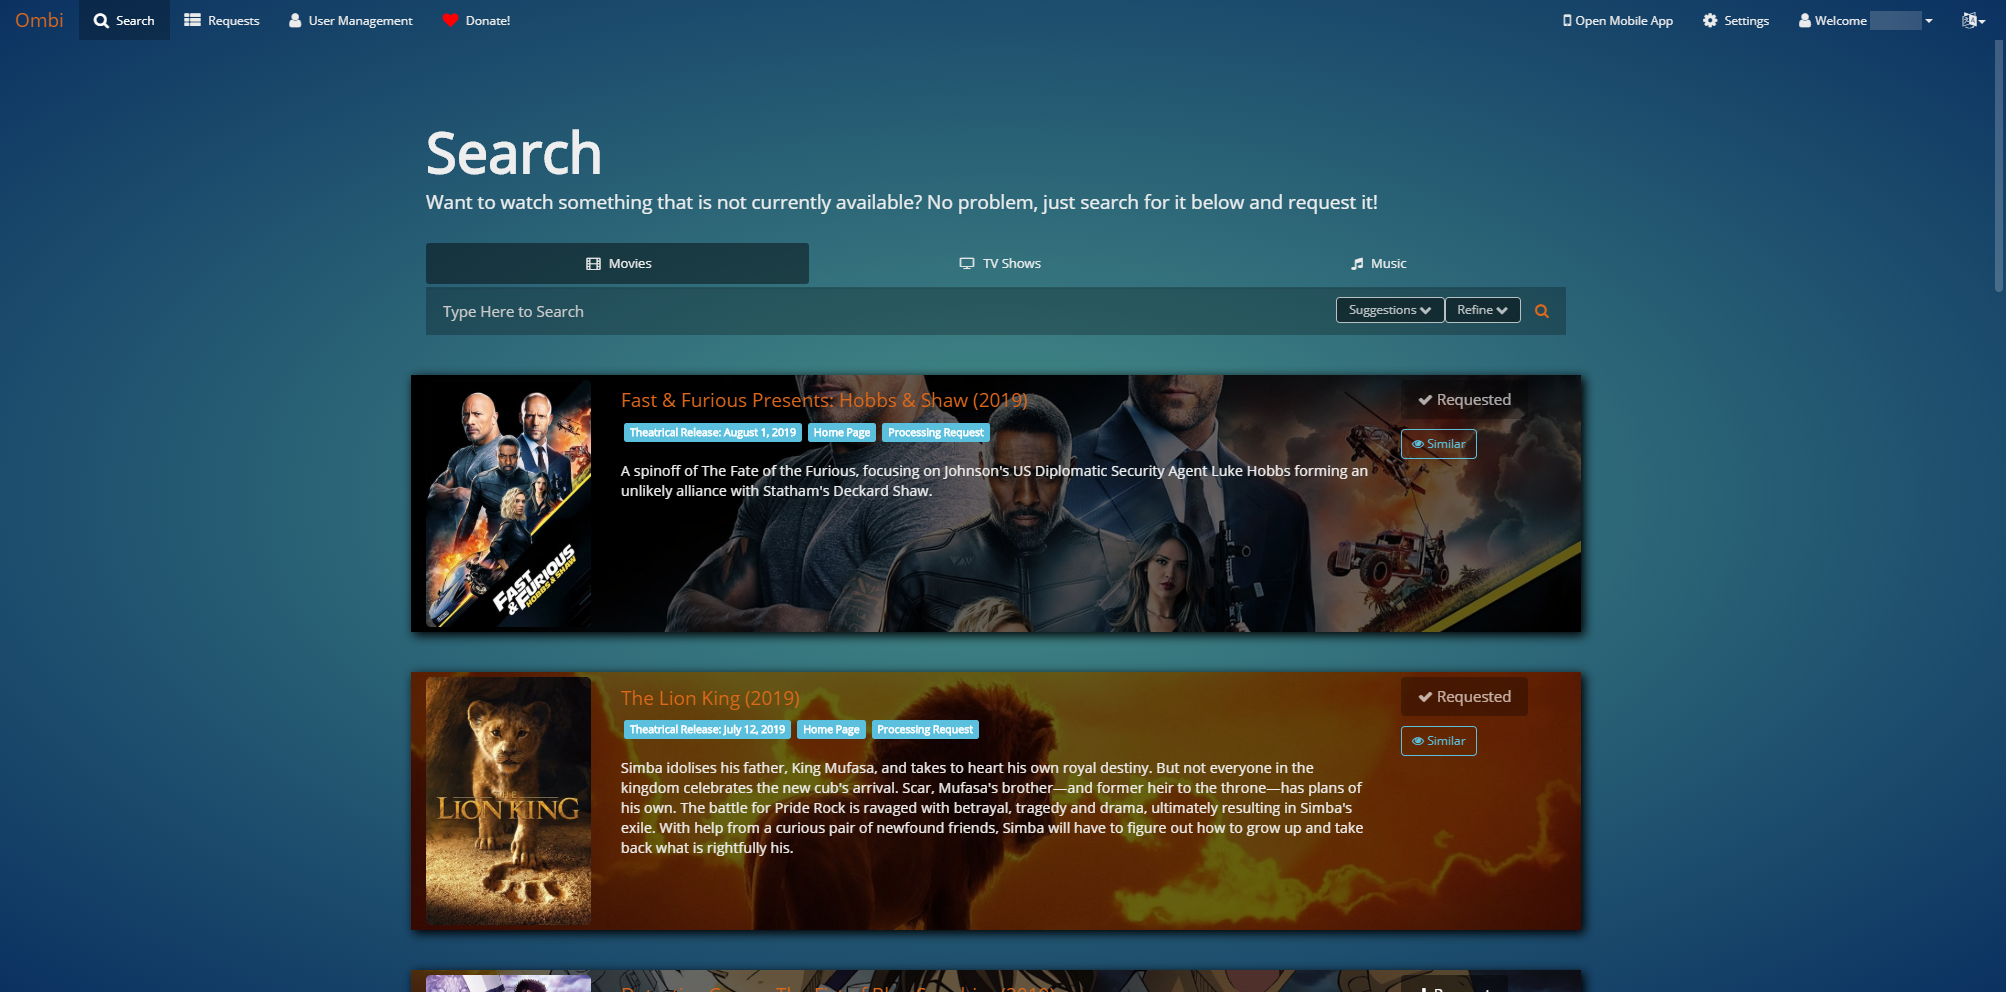 Ombi Search Requests User Management Donate! Open Mobile App Settings Welcome
Search
Want to watch something that is not currently available? No problem, just search for it below and request it!
Movies TV Shows Music
Type Here to Search Suggestions Refine
Fast & Furious Presents: Hobbs & Shaw (2019) Requested
Theatrical Release: August 1, 2019 Home Page Processing Request
Similar
A spinoff of The Fate of the Furious, focusing on Johnson's US Diplomatic Security Agent Luke Hobbs forming an
unlikely alliance with Statham's Deckard Shaw.
FAST
& FURIOUS
HOBBS & SHAW
The Lion King (2019) Requested
Theatrical Release: July 12, 2019 Home Page Processing Request
Similar
Simba idolises his father, King Mufasa, and takes to heart his own royal destiny. But not everyone in the
kingdom celebrates the new cub's arrival. Scar, Mufasa's brother—and former heir to the throne—has plans of
his own. The battle for Pride Rock is ravaged with betrayal, tragedy and drama, ultimately resulting in Simba's
exile. With help from a curious pair of newfound friends, Simba will have to figure out how to grow up and take
back what is rightfully his.
THE
LION KING